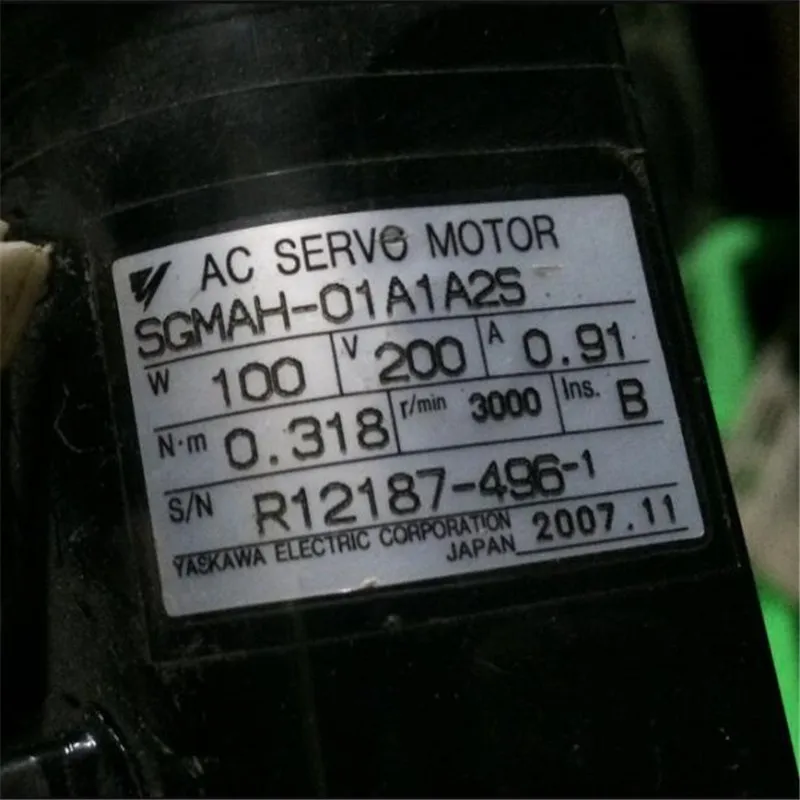 AC SERVO MOTOR
SGMAH-01A1A2S
W 100 V 200 A 0.91
N·m 0.318 r/min 3000 Ins. B
S/N R12187-496-1
YASKAWA ELECTRIC CORPORATION 2007.11
JAPAN